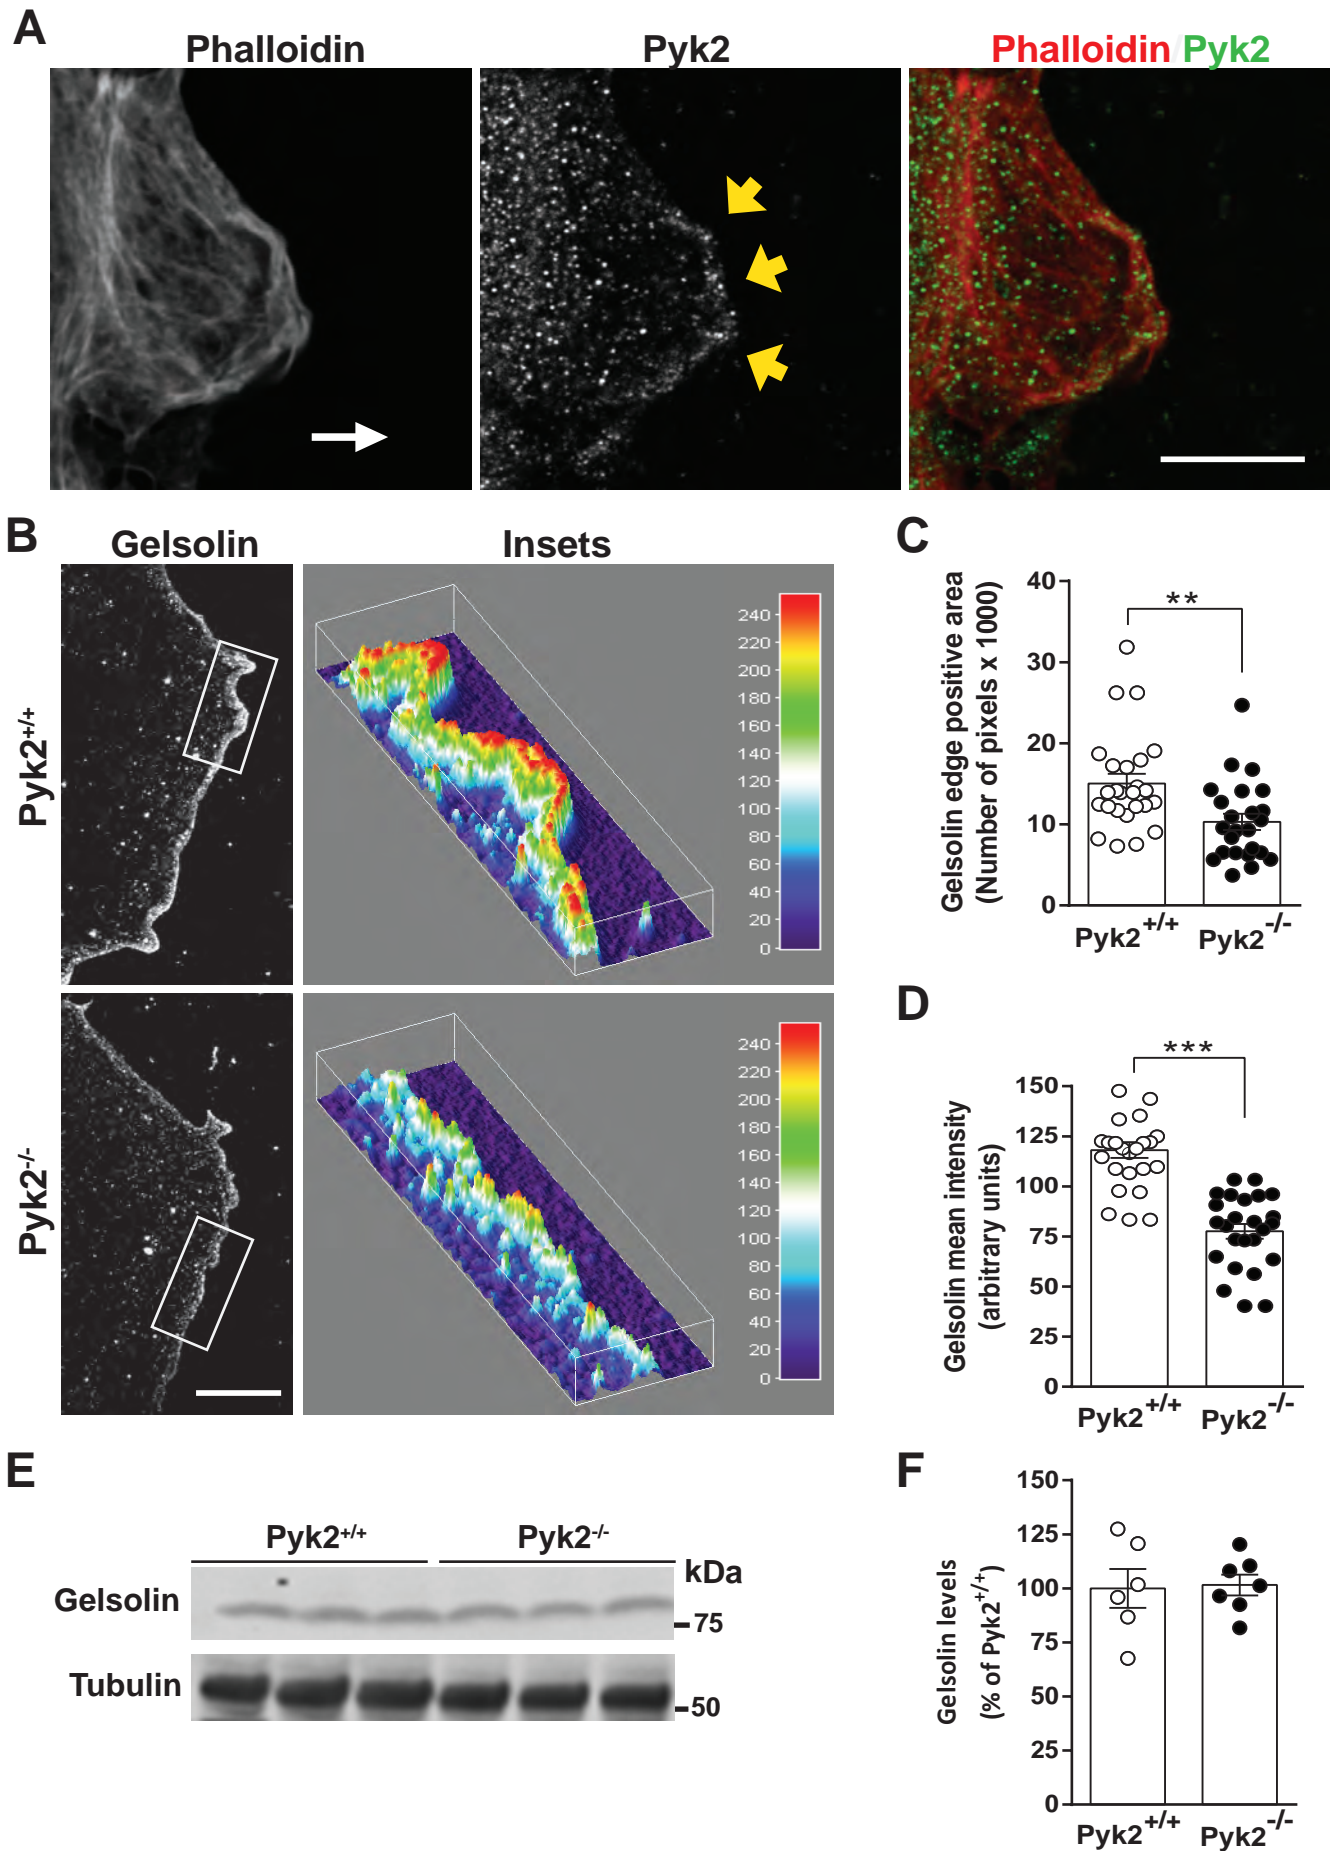 A
Phalloidin
Pyk2
Phalloidin Pyk2
B
Gelsolin
Insets
Pyk2+/+
240
220
200
180
160
140
120
100
80
60
40
20
0
Pyk2-/-
240
220
200
180
160
140
120
100
80
60
40
20
0
C
Gelsolin edge positive area
(Number of pixels x 1000)
40
30
20
10
0
**
Pyk2+/+
Pyk2-/-
D
Gelsolin mean intensity
(arbitrary units)
150
125
100
75
50
25
0
***
Pyk2+/+
Pyk2-/-
E
Pyk2+/+
Pyk2-/-
kDa
Gelsolin
75
Tubulin
50
F
Gelsolin levels
(% of Pyk2+/+)
150
125
100
75
50
25
0
Pyk2+/+
Pyk2-/-